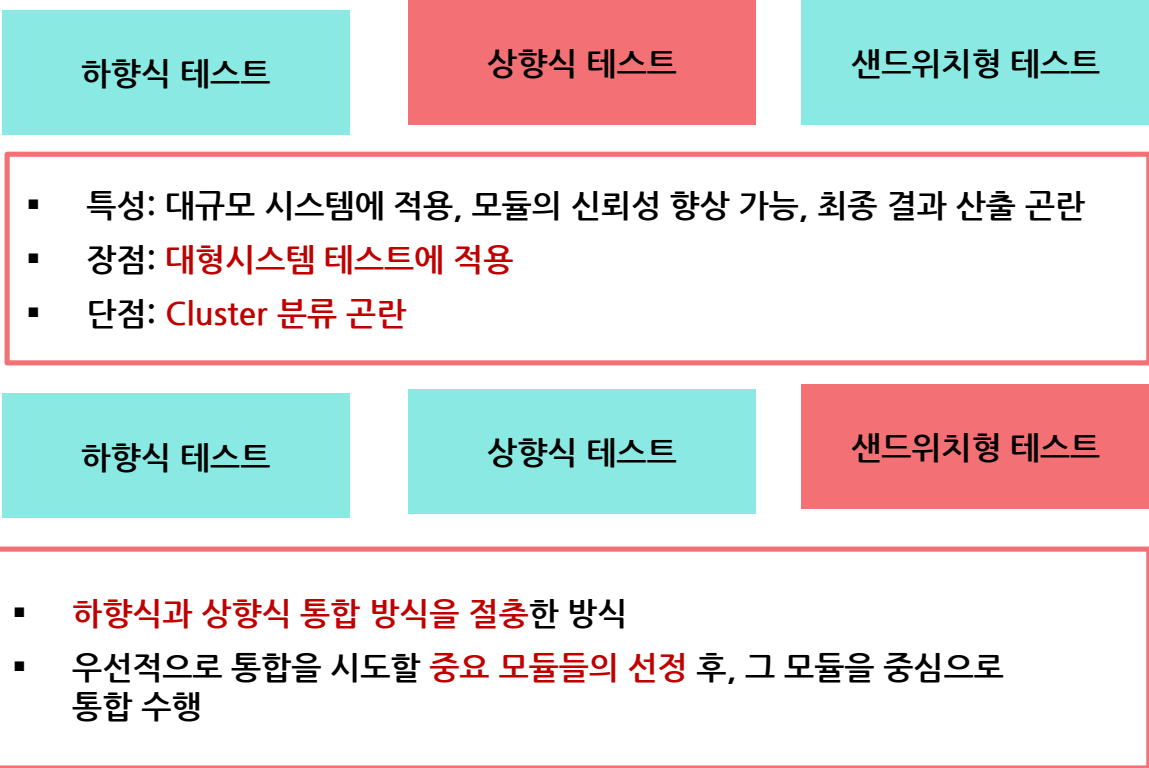 하향식 테스트
상향식 테스트
샌드위치형 테스트
▪ 특성: 대규모 시스템에 적용, 모듈의 신뢰성 향상 가능, 최종 결과 산출 곤란
▪ 장점: 대형시스템 테스트에 적용
▪ 단점: Cluster 분류 곤란
하향식 테스트
상향식 테스트
샌드위치형 테스트
▪ 하향식과 상향식 통합 방식을 절충한 방식
▪ 우선적으로 통합을 시도할 중요 모듈들의 선정 후, 그 모듈을 중심으로
통합 수행